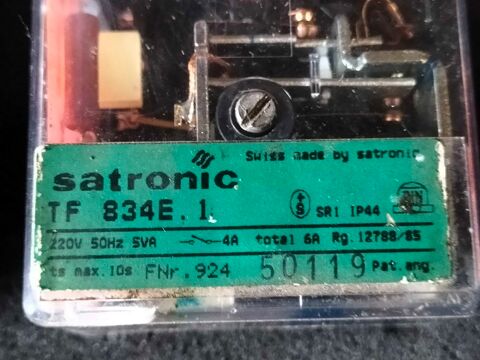 Swiss made by satronic
satronic
TF 834E.1
SRI IP44
DIN
220V 50Hz 5VA 4A total 6A Rg. 12788/85
ts max.10s FNr. 924 50119 Pat.ang.